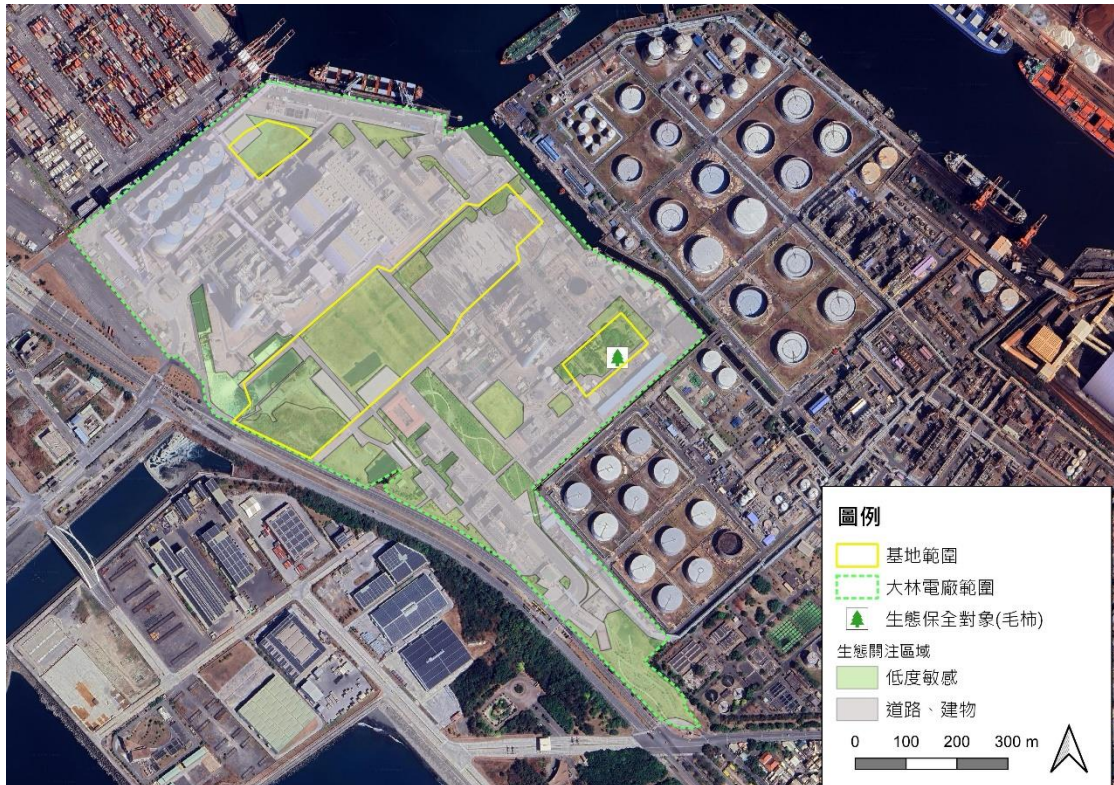 圖例
基地範圍
大林電廠範圍
生態保全對象(毛柿)
生態關注區域
低度敏感
道路、建物
0 100 200 300 m